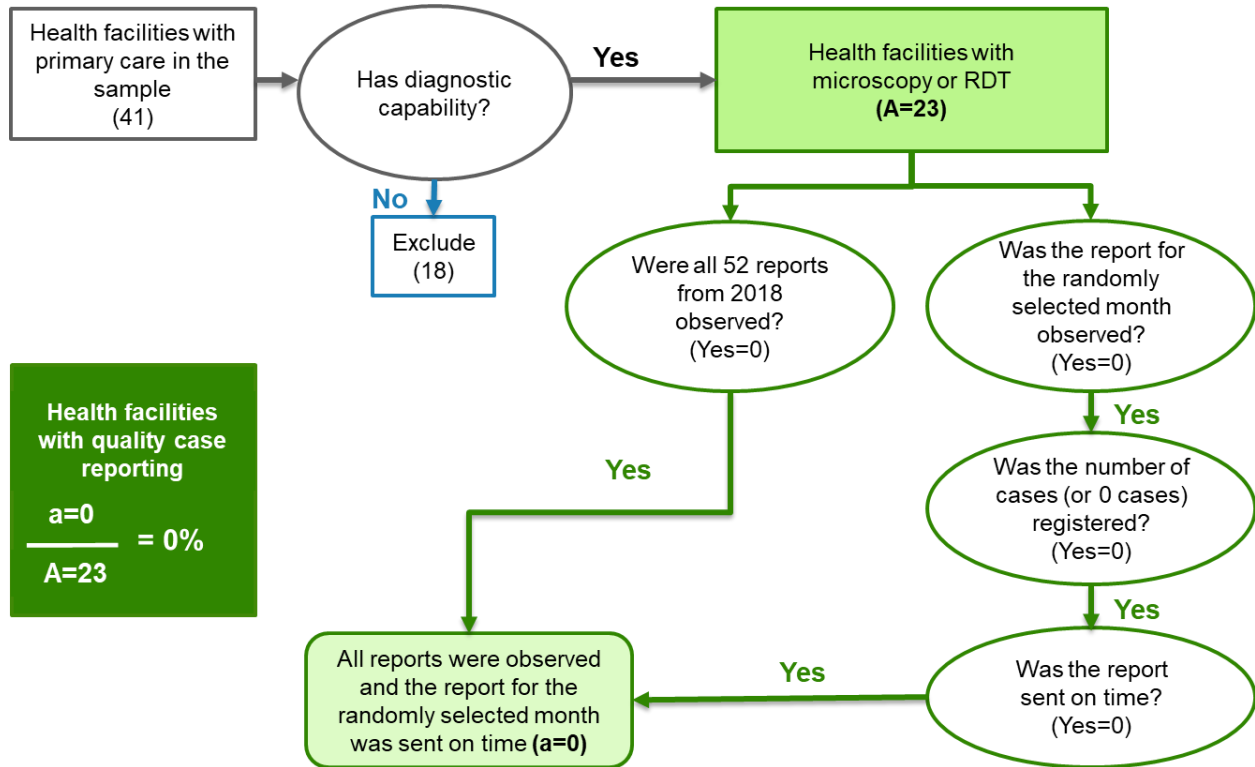 Health facilities with
primary care in the
sample
(41)
Has diagnostic
capability?
Yes
Health facilities with
microscopy or RDT
(A=23)
No
Exclude
(18)
Were all 52 reports
from 2018
observed?
(Yes=0)
Was the report for
the randomly
selected month
observed?
(Yes=0)
Health facilities
with quality case
reporting
a=0
A=23
= 0%
Yes
Yes
Was the number of
cases (or 0 cases)
registered?
(Yes=0)
Yes
All reports were observed
and the report for the
randomly selected month
was sent on time (a=0)
Yes
Was the report
sent on time?
(Yes=0)